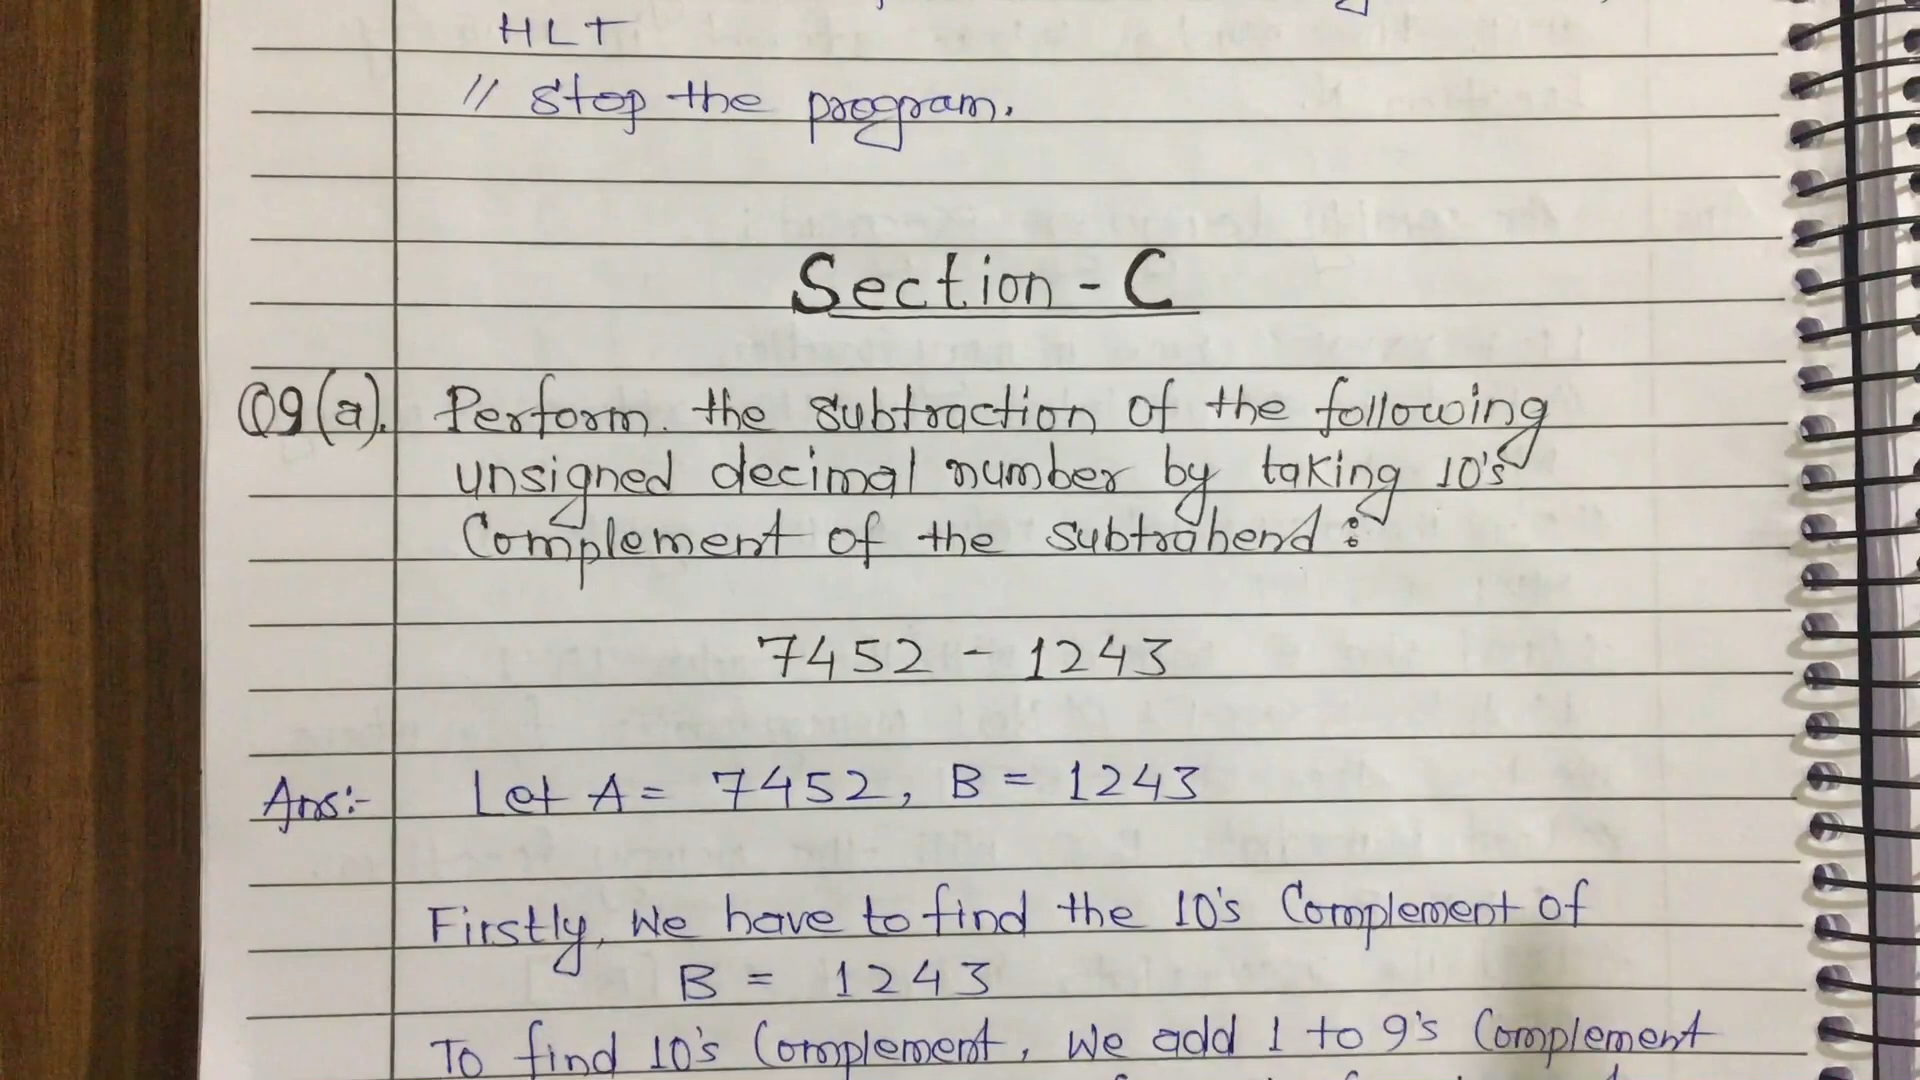 HLT
// Stop the program.
Section - C
Q9(a). Perform the subtraction of the following
unsigned decimal number by taking 10's
Complement of the subtrahend:
7452 - 1243
Ans:- Let A = 7452, B = 1243
Firstly, We have to find the 10's Complement of
B = 1243
To find 10's Complement, We add 1 to 9's Complement